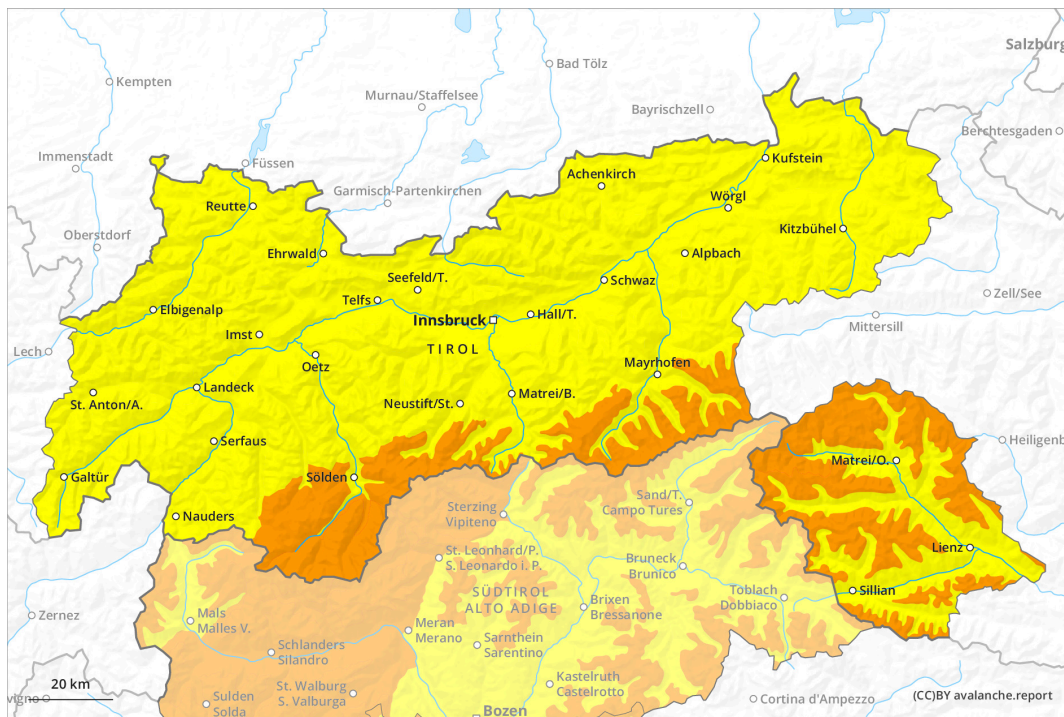 Salzburg
Kempten
Bad Tölz
Murnau/Staffelsee
Bayrischzell
Berchtesgaden
Immenstadt
Füssen
Kufstein
Achenkirch
Garmisch-Partenkirchen
Wörgl
Reutte
Oberstdorf
Kitzbühel
Ehrwald
Alpbach
Seefeld/T.
Schwaz
Zell/See
Telfs
Elbigenalp
Innsbruck
Hall/T.
Mittersill
Imst
TIROL
Lech
Oetz
Mayrhofen
Landeck
St. Anton/A.
Neustift/St.
Matrei/B.
Serfaus
Heiligenb
Matrei/O.
Galtür
Sölden
Sterzing
Vipiteno
Sand/T.
Campo Tures
Nauders
Lienz
St. Leonhard/P.
S. Leonardo i. P.
Bruneck
Brunico
SÜDTIROL
ALTO ADIGE
Toblach
Dobbiaco
Sillian
Zernez
Mals
Malles V.
Brixen
Bressanone
Meran
Merano
Schlanders
Silandro
Sarnthein
Sarentino
Kastelruth
Castelrotto
20 km
vigno
Sulden
Solda
St. Walburg
S. Valburga
Cortina d'Ampezzo
(CC)BY avalanche.report
Bozen